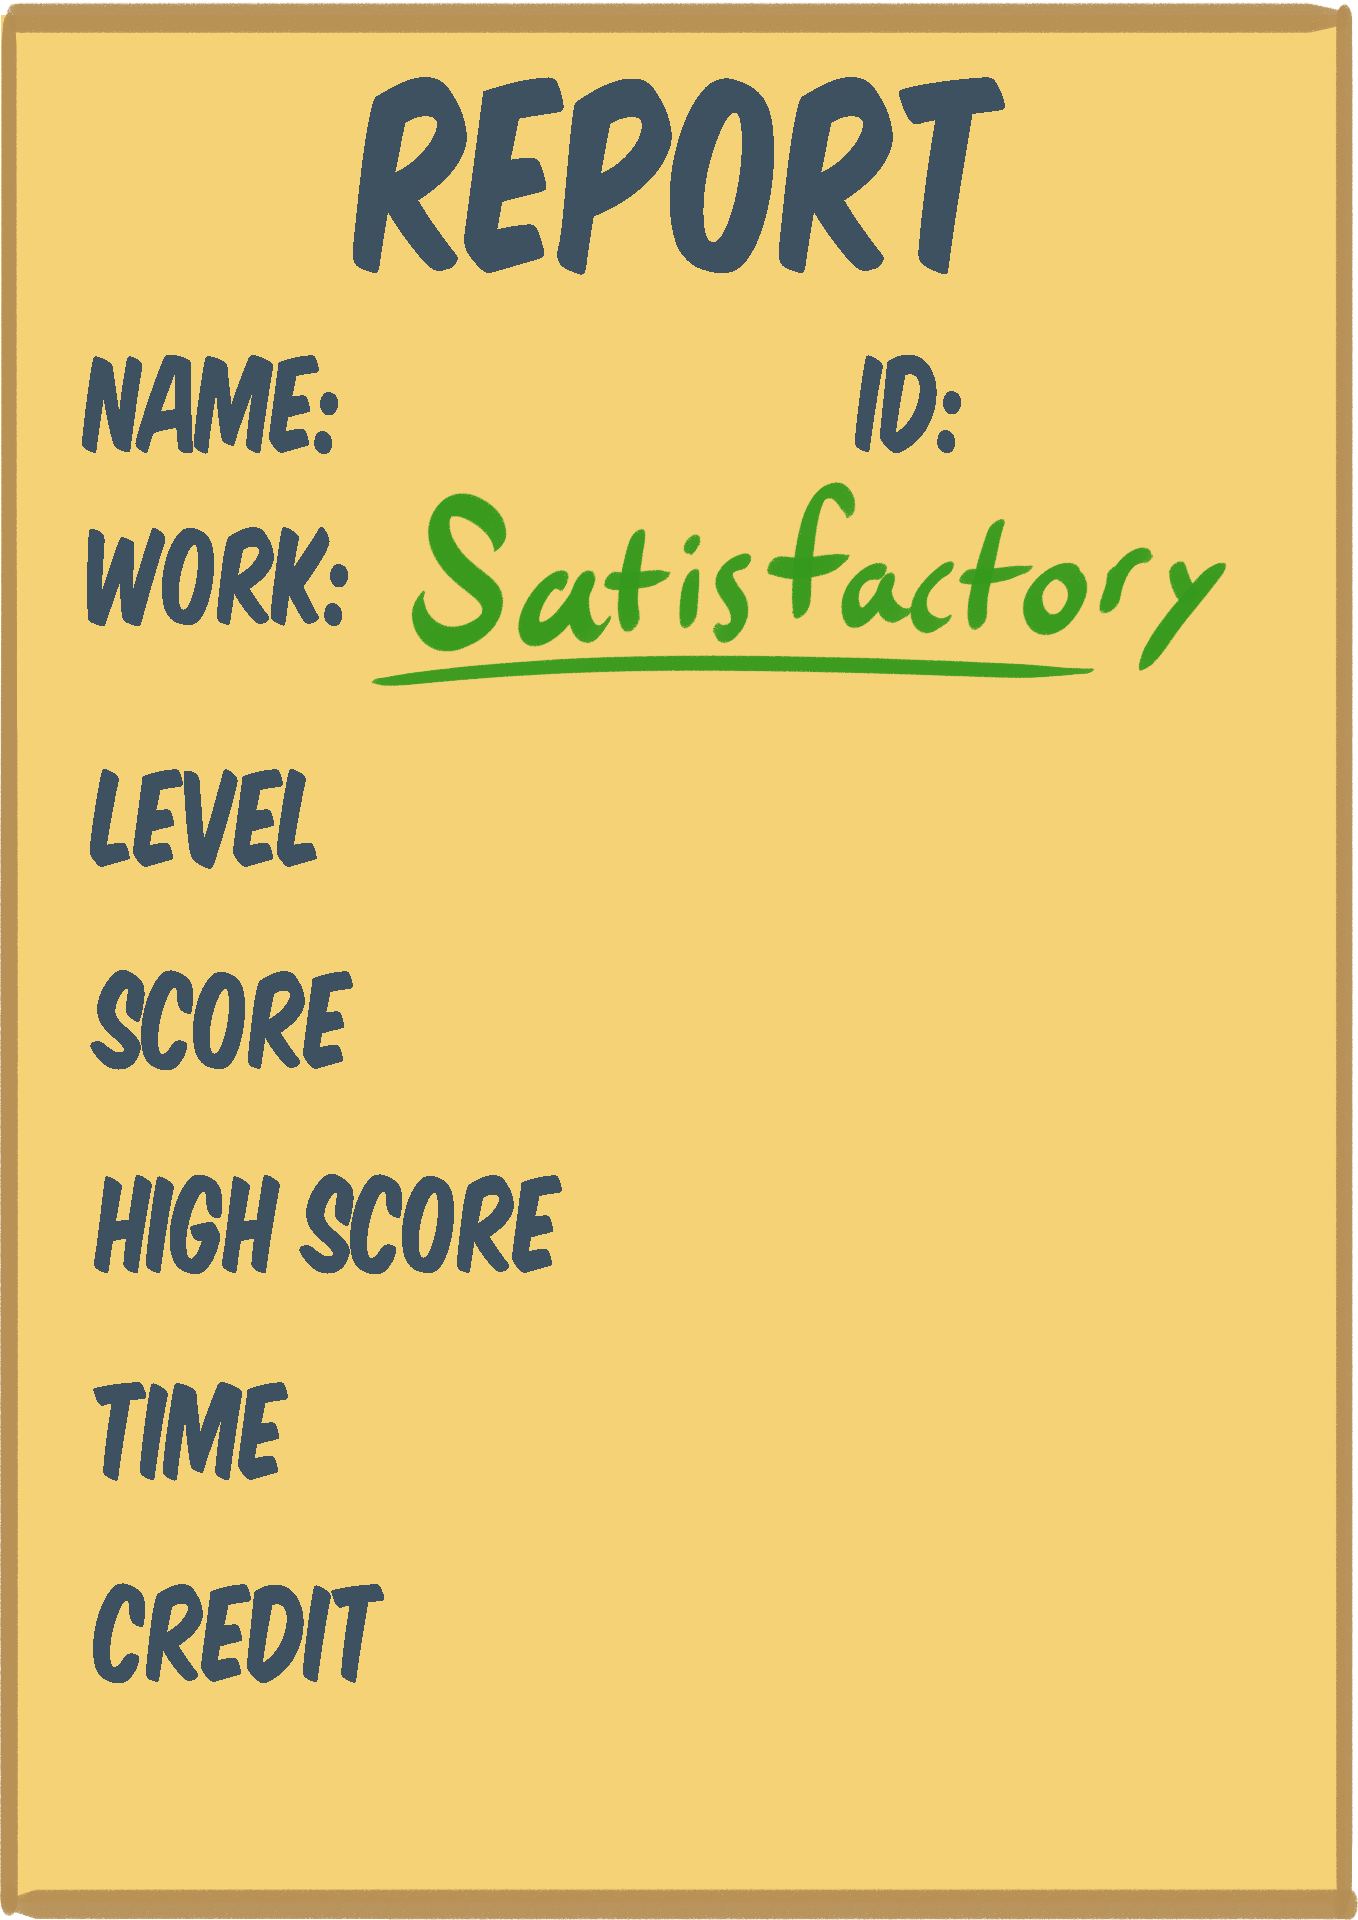 REPORT
NAME: ID:
WORK: Satisfactory
LEVEL
SCORE
HIGH SCORE
TIME
CREDIT